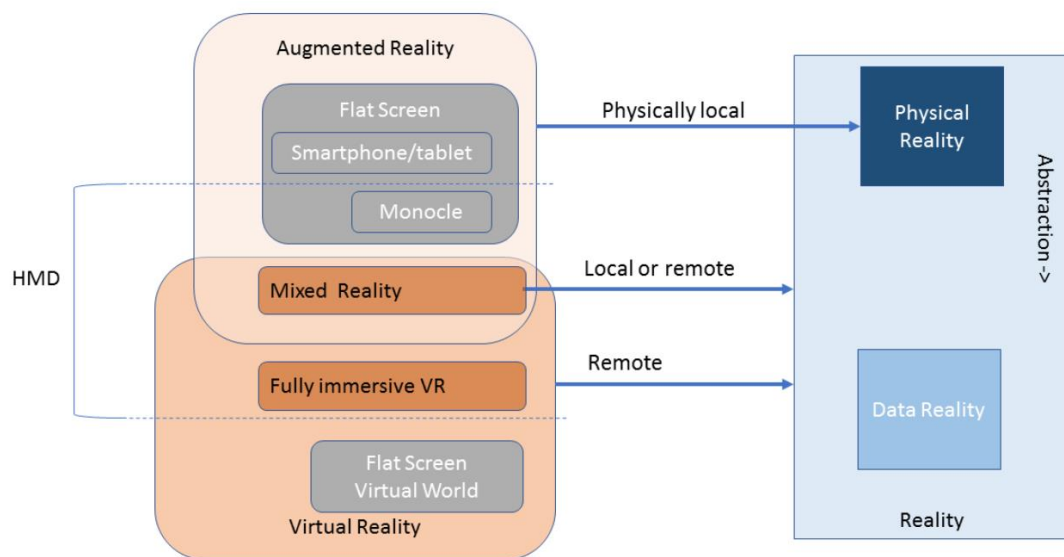 Augmented Reality
Flat Screen
Smartphone/tablet
Monocle
HMD
Mixed Reality
Fully immersive VR
Flat Screen
Virtual World
Virtual Reality
Physically local
Local or remote
Remote
Physical
Reality
Abstraction ->
Data Reality
Reality